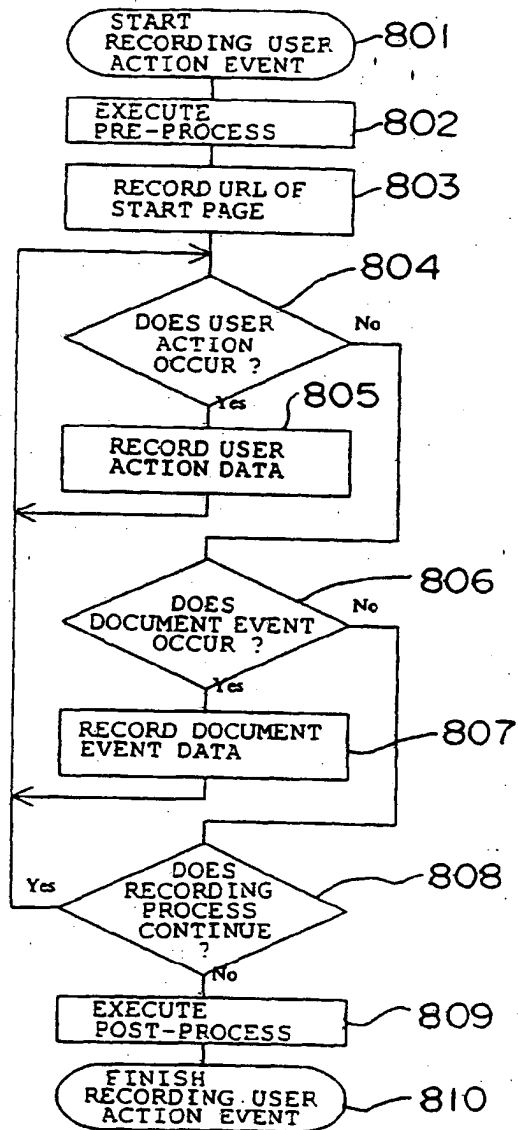 START
RECORDING USER
ACTION EVENT
801
EXECUTE
PRE-PROCESS
802
RECORD URL OF
START PAGE
803
804
DOES USER
ACTION
OCCUR ?
No
Yes
805
RECORD USER
ACTION DATA
806
DOES
DOCUMENT EVENT
OCCUR ?
No
Yes
RECORD DOCUMENT
EVENT DATA
807
DOES
RECORDING
PROCESS
CONTINUE
?
Yes
808
No
EXECUTE
POST-PROCESS
809
FINISH
RECORDING USER
ACTION EVENT
810